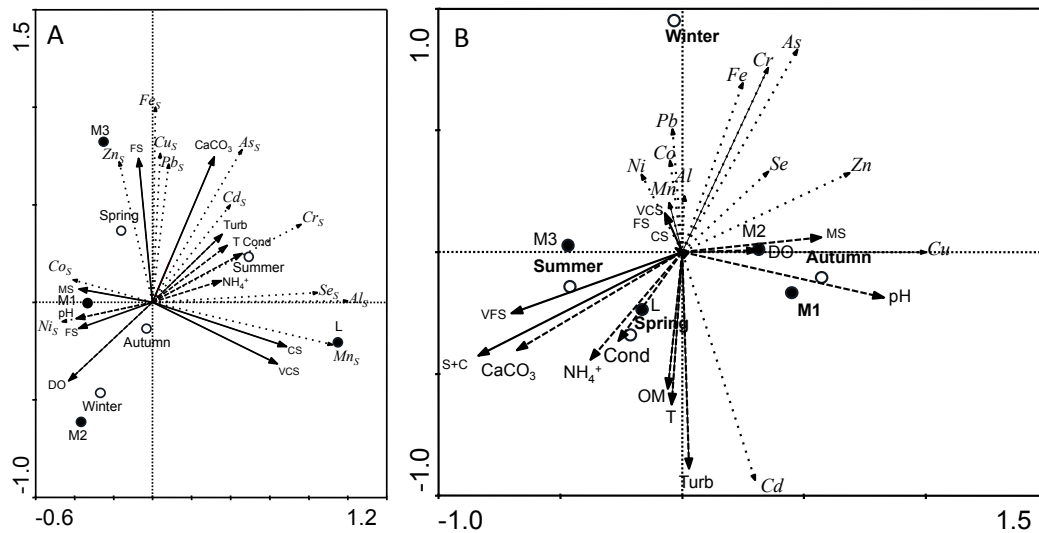 A
1.5
Fe_S
M3
FS
Cu_S
Zn_S
Pb_S
CaCO₃
As_S
Cd_S
Cr_S
Spring
Turb
T Cond
Summer
Co_S
MS
NH₄⁺
M1
Se_S
Al_S
pH
Ni_S
FS
Autumn
L
CS
Mn_S
VCS
DO
Winter
M2
-1.0
-0.6
1.2
B
1.0
Winter
As
Cr
Fe
Pb
Co
Ni
Al
Mn
Se
Zn
VCS
FS
CS
M2
MS
M3
DO
Cu
Summer
Autumn
pH
M1
VFS
L
Spring
S+C
Cond
CaCO₃
NH₄⁺
OM
T
Turb
Cd
-1.0
-1.0
1.5